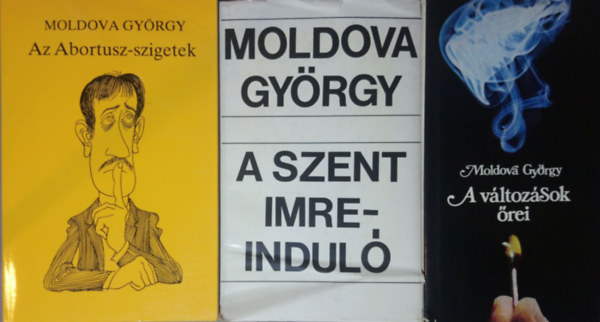 MOLDOVA GYÖRGY
Az Abortusz-szigetek
MOLDOVA
GYÖRGY
A SZENT
IMRE-
INDULÓ
Moldova György
A változások
őrei